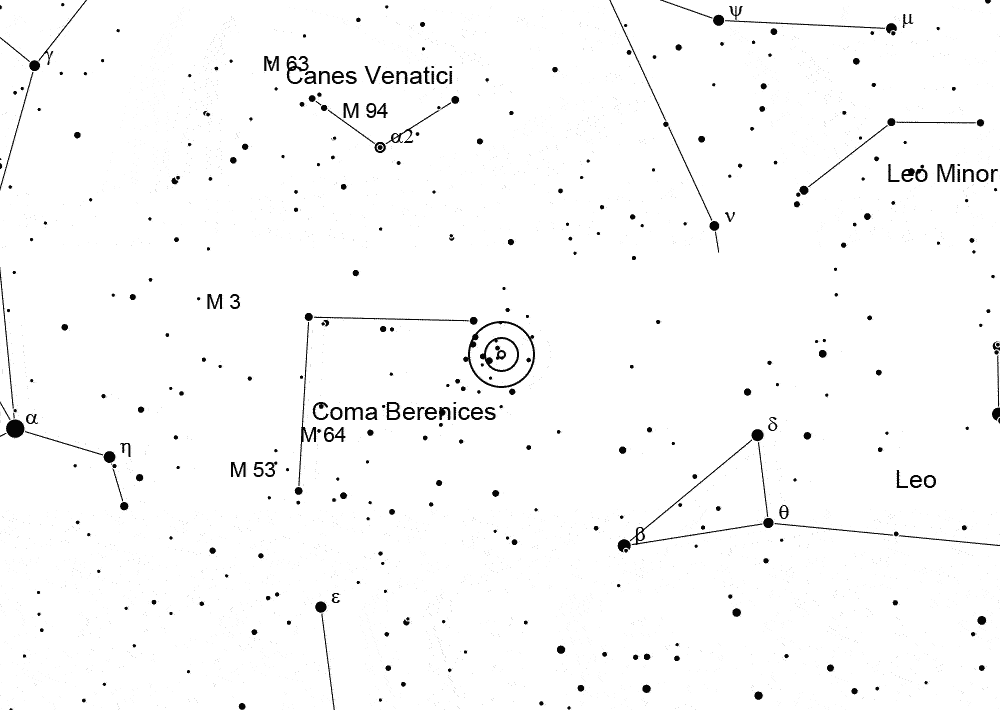 ψ
μ
γ
M 63
Canes Venatici
M 94
α2
Leo Minor
ν
M 3
Coma Berenices
α
δ
M 64
η
M 53
Leo
θ
β
ε